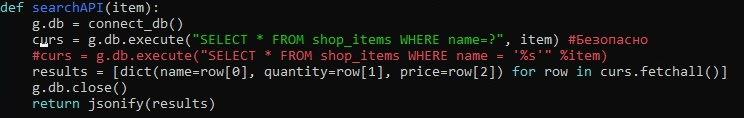 def searchAPI(item):
    g.db = connect_db()
    curs = g.db.execute("SELECT * FROM shop_items WHERE name=?", item) #Безопасно
    #curs = g.db.execute("SELECT * FROM shop_items WHERE name = '%s'" %item)
    results = [dict(name=row[0], quantity=row[1], price=row[2]) for row in curs.fetchall()]
    g.db.close()
    return jsonify(results)